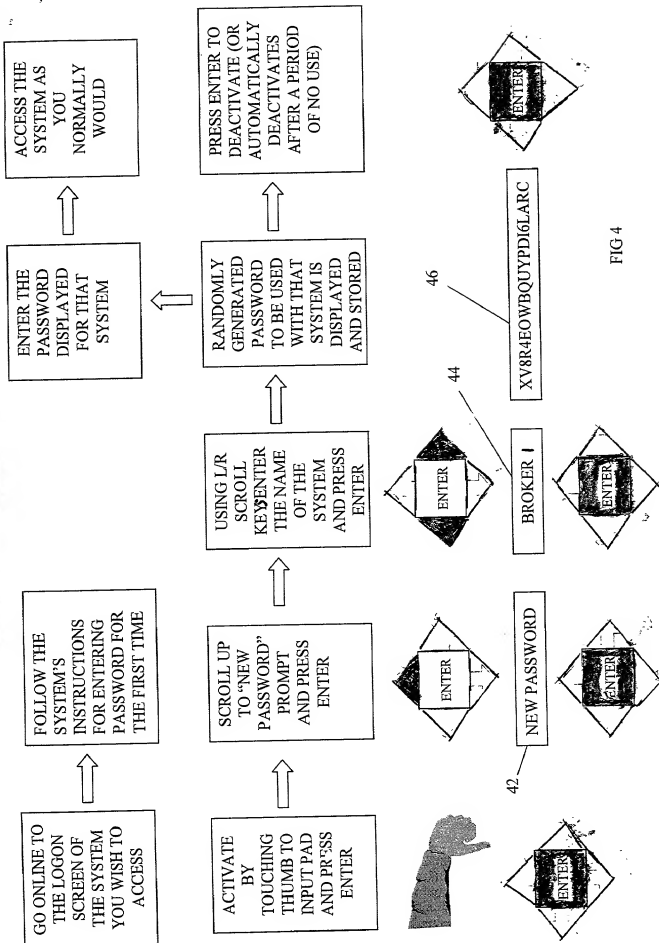 GO ONLINE TO
THE LOGON
SCREEN OF
THE SYSTEM
YOU WISH TO
ACCESS
FOLLOW THE
SYSTEM'S
INSTRUCTIONS
FOR ENTERING
PASSWORD FOR
THE FIRST TIME
ENTER THE
PASSWORD
DISPLAYED
FOR THAT
SYSTEM
ACCESS THE
SYSTEM AS
YOU
NORMALLY
WOULD
ACTIVATE
BY
TOUCHING
THUMB TO
INPUT PAD
AND PRESS
ENTER
SCROLL UP
TO “NEW
PASSWORD”
PROMPT
AND PRESS
ENTER
USING L/R
SCROLL
KEYS ENTER
THE NAME
OF THE
SYSTEM
AND PRESS
ENTER
RANDOMLY
GENERATED
PASSWORD
TO BE USED
WITH THAT
SYSTEM IS
DISPLAYED
AND STORED
PRESS ENTER TO
DEACTIVATE (OR
AUTOMATICALLY
DEACTIVATES
AFTER A PERIOD
OF NO USE)
ENTER
ENTER
42
NEW PASSWORD
44
BROKER 1
46
XV8R4EOWBQUYPDI6LARC
ENTER
ENTER
ENTER
ENTER
FIG 4